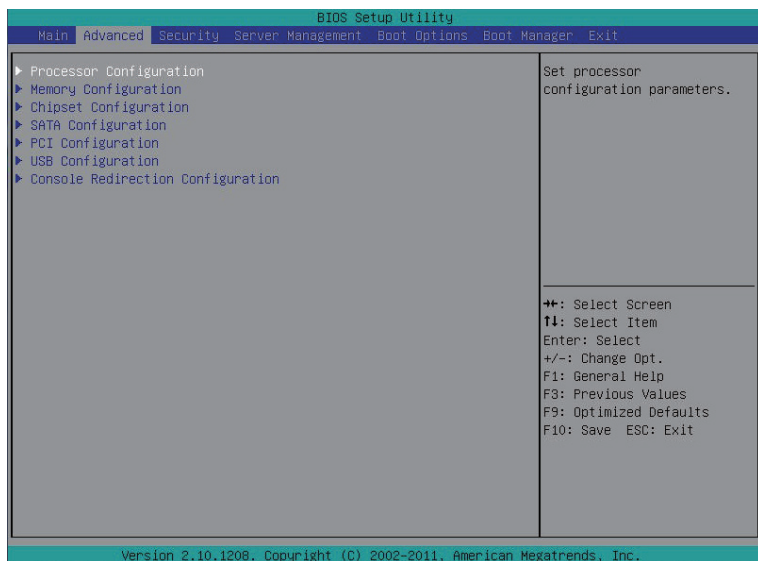 BIOS Setup Utility
Main Advanced Security Server Management Boot Options Boot Manager Exit
Processor Configuration
Memory Configuration
Chipset Configuration
SATA Configuration
PCI Configuration
USB Configuration
Console Redirection Configuration
Set processor
configuration parameters.
→←: Select Screen
↑↓: Select Item
Enter: Select
+/-: Change Opt.
F1: General Help
F3: Previous Values
F9: Optimized Defaults
F10: Save ESC: Exit
Version 2.10.1208. Copyright (C) 2002-2011, American Megatrends, Inc.